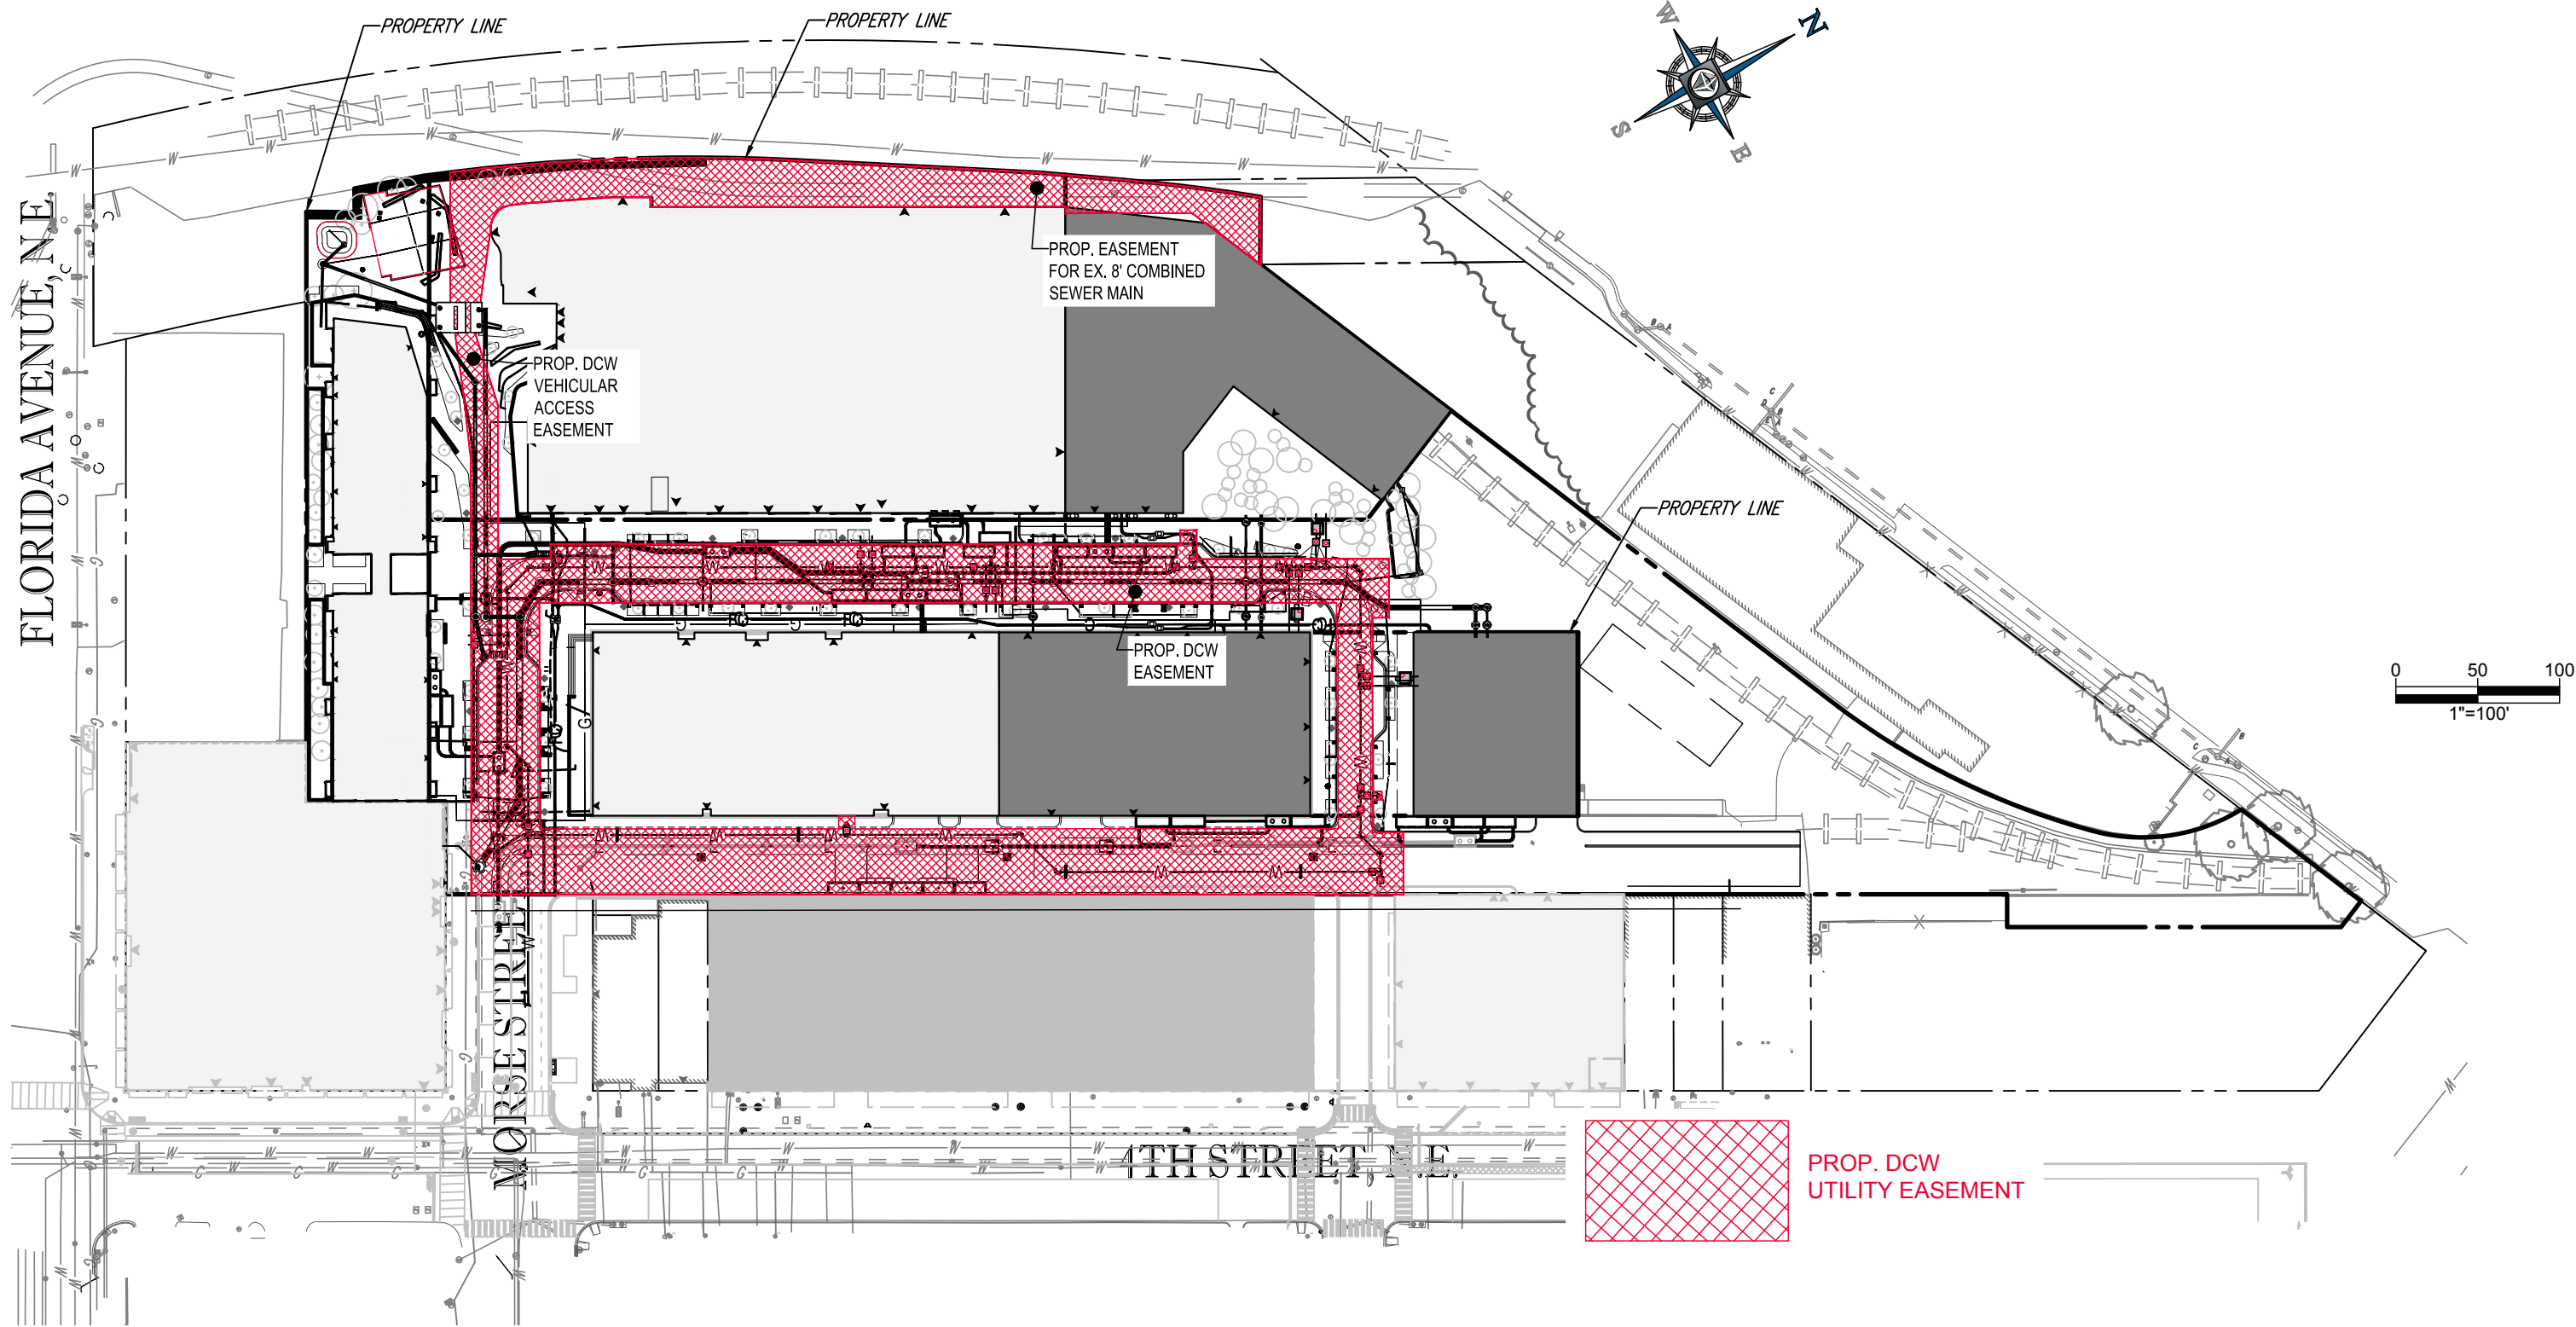 PROPERTY LINE
PROPERTY LINE
N
W
S
E
FLORIDA AVENUE, NE
PROP. EASEMENT
FOR EX. 8' COMBINED
SEWER MAIN
PROP. DCW
VEHICULAR
ACCESS
EASEMENT
PROPERTY LINE
PROP. DCW
EASEMENT
0 50 100
1"=100'
MORSE STREET
4TH STREET N.E.
PROP. DCW
UTILITY EASEMENT